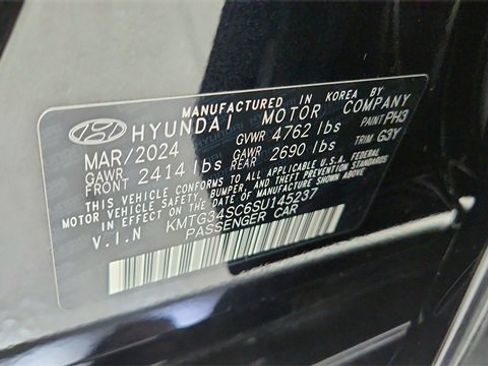 MANUFACTURED IN KOREA BY
HYUNDAI MOTOR COMPANY
MAR/2024 GVWR 4762 lbs PAINT PH3
GAWR FRONT 2414 lbs GAWR REAR 2690 lbs TRIM G3Y
THIS VEHICLE CONFORMS TO ALL APPLICABLE U.S.A. FEDERAL
MOTOR VEHICLE SAFETY, BUMPER, AND THEFT PREVENTION STANDARDS
IN EFFECT ON THE DATE OF MANUFACTURE SHOWN ABOVE
V.I.N KMTG34SC6SU145237
PASSENGER CAR